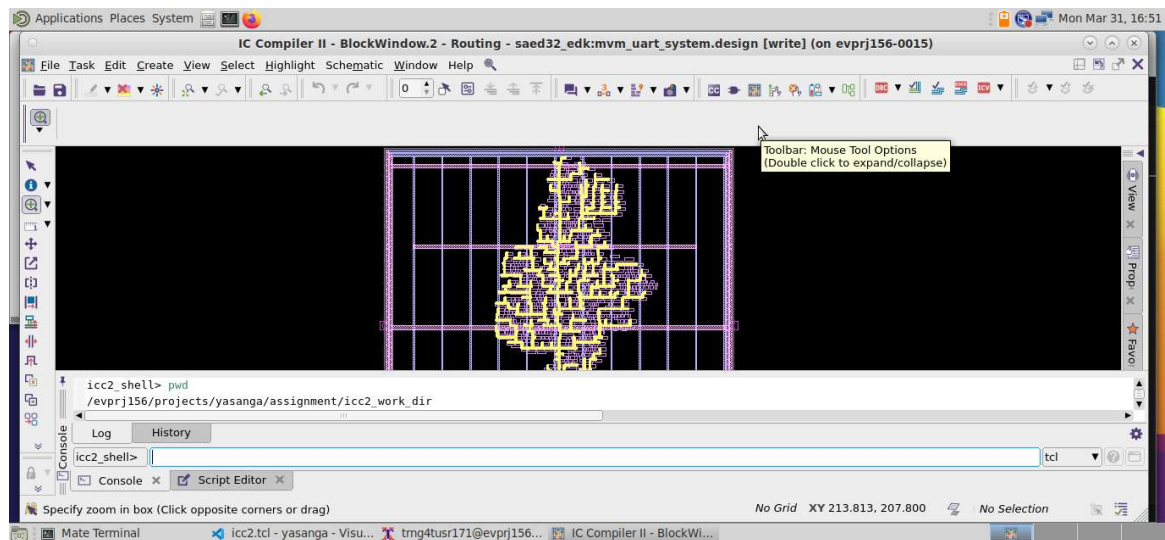 Applications Places System Mon Mar 31, 16:51
IC Compiler II - BlockWindow.2 - Routing - saed32_edk:mvm_uart_system.design [write] (on evprj156-0015)
File Task Edit Create View Select Highlight Schematic Window Help
0 CC DRC ICV
Toolbar: Mouse Tool Options
(Double click to expand/collapse)
View
Prop
Favo
icc2_shell> pwd
/evprj156/projects/yasanga/assignment/icc2_work_dir
Log History
Console
icc2_shell> tcl
Console Script Editor
Specify zoom in box (Click opposite corners or drag) No Grid XY 213.813, 207.800 No Selection
Mate Terminal icc2.tcl - yasanga - Visu... trng4tusr171@evprj156... IC Compiler II - BlockWi...